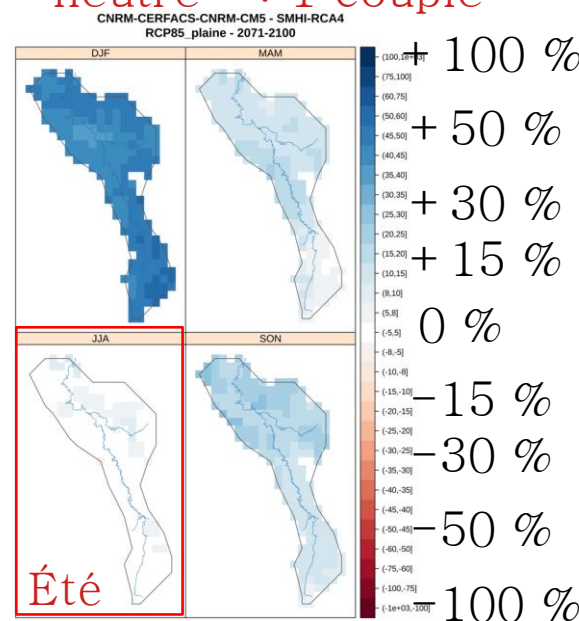 neutre » : 1 couple
CNRM-CERFACS-CNRM-CM5 - SMHI-RCA4
RCP85_plaine - 2071-2100
DJF
MAM
JJA
SON
Été
(100,1e+03]
(75,100]
(60,75]
(50,60]
(45,50]
(40,45]
(35,40]
(30,35]
(25,30]
(20,25]
(15,20]
(10,15]
(8,10]
(5,8]
(-5,5]
(-8,-5]
(-10,-8]
(-15,-10]
(-20,-15]
(-25,-20]
(-30,-25]
(-35,-30]
(-40,-35]
(-45,-40]
(-50,-45]
(-60,-50]
(-75,-60]
(-100,-75]
(-1e+03,-100]
+ 100 %
+ 50 %
+ 30 %
+ 15 %
0 %
-15 %
-30 %
-50 %
-100 %